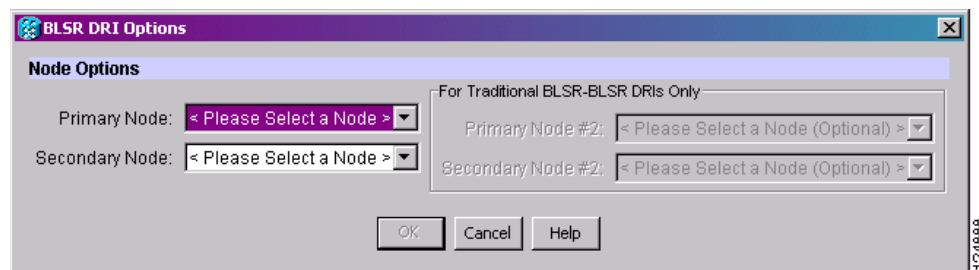 BLSR DRI Options
Node Options
For Traditional BLSR-BLSR DRIs Only
Primary Node: < Please Select a Node >
Primary Node #2: < Please Select a Node (Optional) >
Secondary Node: < Please Select a Node >
Secondary Node #2: < Please Select a Node (Optional) >
OK Cancel Help